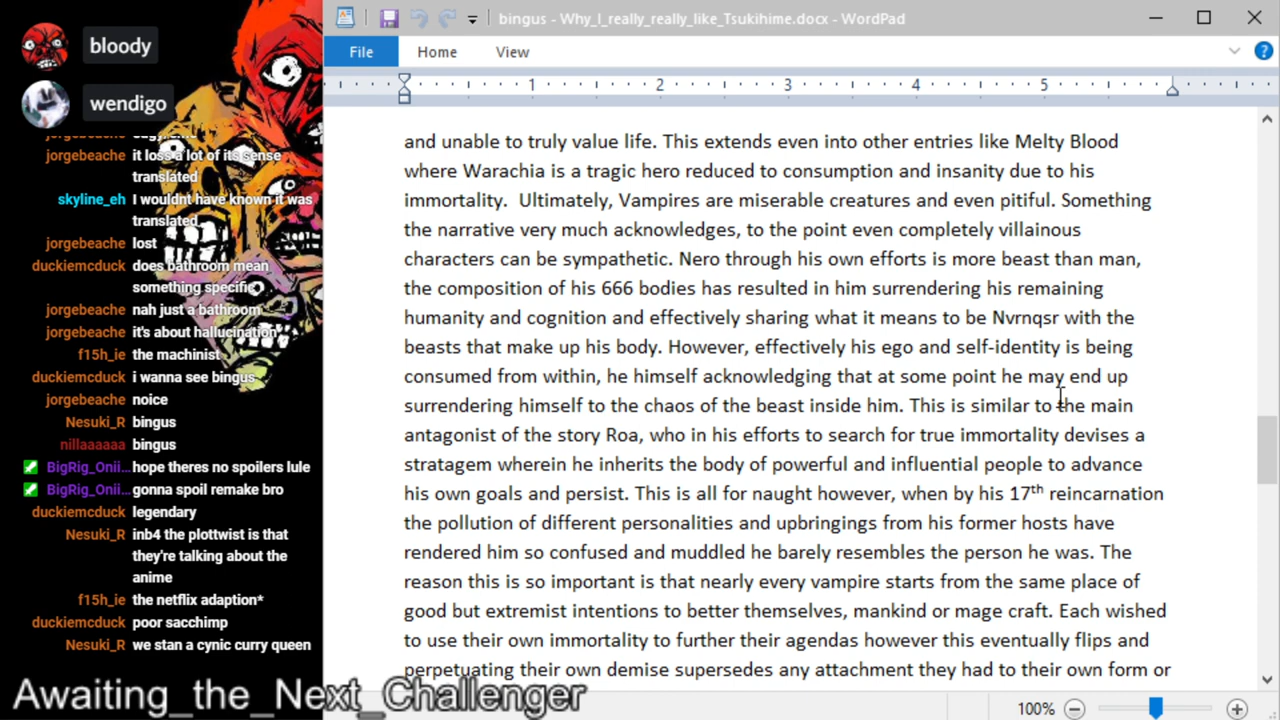 bloody
wendigo
jorgebeache it loss a lot of its sense
translated
skyline_eh I wouldnt have known it was
translated
jorgebeache lost
duckiemcduck does bathroom mean
something specific
jorgebeache nah just a bathroom
jorgebeache it's about hallucination
f15h_ie the machinist
duckiemcduck i wanna see bingus
jorgebeache noice
Nesuki_R bingus
nillaaaaaa bingus
BigRig_Onii... hope theres no spoilers lule
BigRig_Onii... gonna spoil remake bro
duckiemcduck legendary
Nesuki_R inb4 the plottwist is that
they're talking about the
anime
f15h_ie the netflix adaption*
duckiemcduck poor sacchimp
Nesuki_R we stan a cynic curry queen
Awaiting_the_Next_Challenger
bingus - Why_I_really_really_like_Tsukihime.docx - WordPad
File Home View
1 2 3 4 5
and unable to truly value life. This extends even into other entries like Melty Blood
where Warachia is a tragic hero reduced to consumption and insanity due to his
immortality.  Ultimately, Vampires are miserable creatures and even pitiful. Something
the narrative very much acknowledges, to the point even completely villainous
characters can be sympathetic. Nero through his own efforts is more beast than man,
the composition of his 666 bodies has resulted in him surrendering his remaining
humanity and cognition and effectively sharing what it means to be Nvrnqsr with the
beasts that make up his body. However, effectively his ego and self-identity is being
consumed from within, he himself acknowledging that at some point he may end up
surrendering himself to the chaos of the beast inside him. This is similar to the main
antagonist of the story Roa, who in his efforts to search for true immortality devises a
stratagem wherein he inherits the body of powerful and influential people to advance
his own goals and persist. This is all for naught however, when by his 17th reincarnation
the pollution of different personalities and upbringings from his former hosts have
rendered him so confused and muddled he barely resembles the person he was. The
reason this is so important is that nearly every vampire starts from the same place of
good but extremist intentions to better themselves, mankind or mage craft. Each wished
to use their own immortality to further their agendas however this eventually flips and
perpetuating their own demise supersedes any attachment they had to their own form or
100%